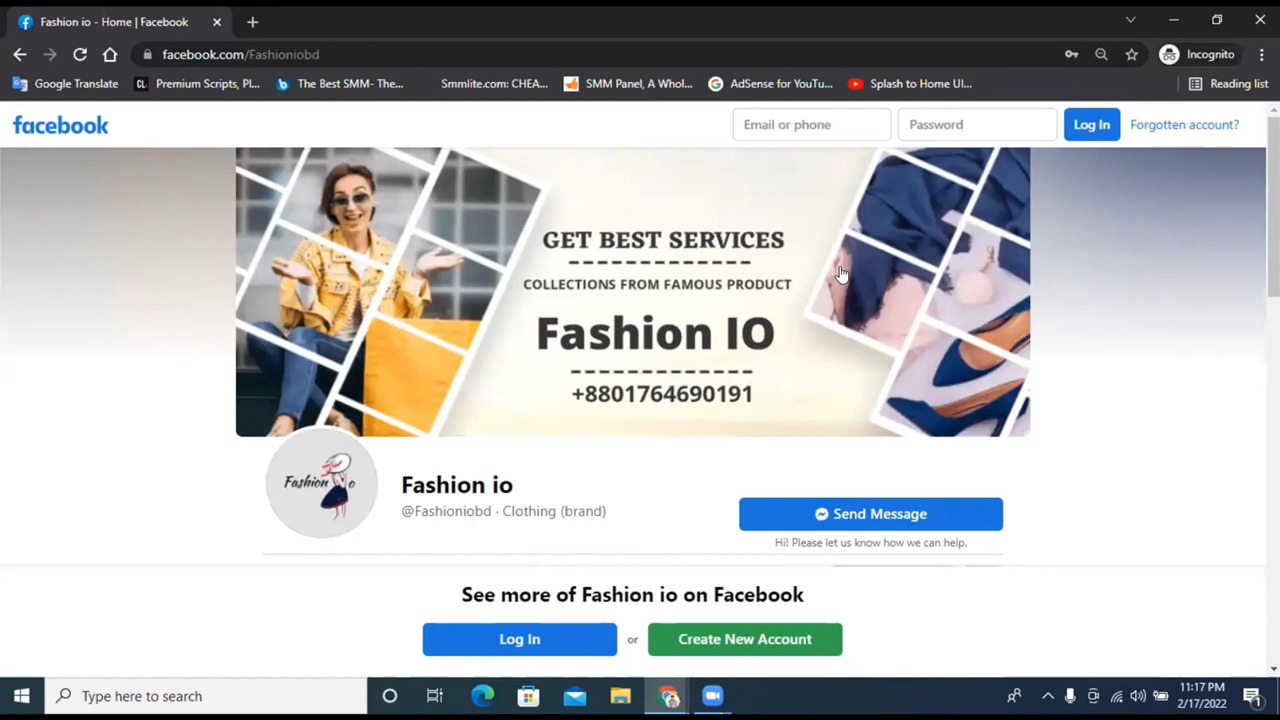 Fashion io - Home | Facebook
facebook.com/Fashioniobd
Incognito
Google Translate
Premium Scripts, Pl...
The Best SMM- The...
Smmlite.com: CHEA...
SMM Panel, A Whol...
AdSense for YouTu...
Splash to Home UI...
Reading list
facebook
Email or phone
Password
Log In
Forgotten account?
GET BEST SERVICES
COLLECTIONS FROM FAMOUS PRODUCT
Fashion IO
+8801764690191
Fashion io
Fashion io
@Fashioniobd · Clothing (brand)
Send Message
Hi! Please let us know how we can help.
See more of Fashion io on Facebook
Log In
or
Create New Account
Type here to search
11:17 PM
2/17/2022
1